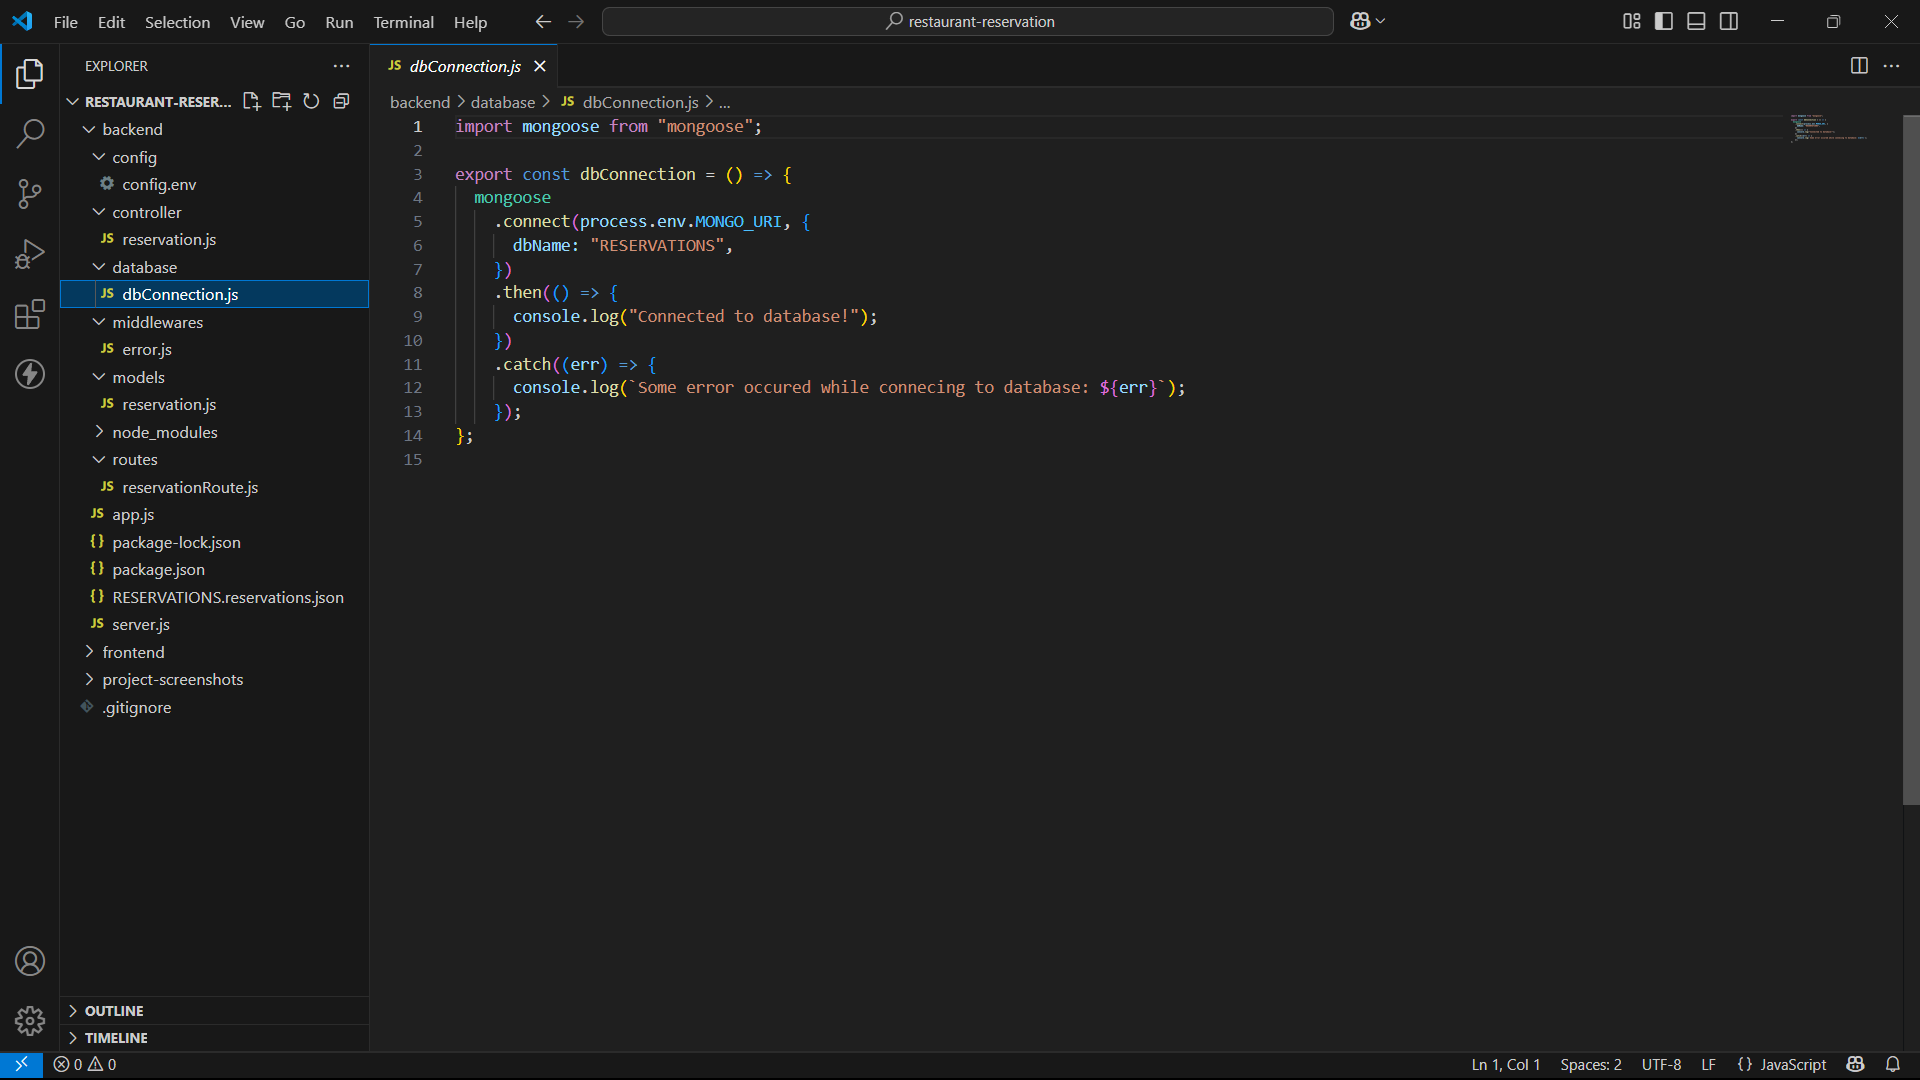 File Edit Selection View Go Run Terminal Help
restaurant-reservation
EXPLORER
RESTAURANT-RESER...
backend
config
config.env
controller
JS reservation.js
database
JS dbConnection.js
middlewares
JS error.js
models
JS reservation.js
node_modules
routes
JS reservationRoute.js
JS app.js
{} package-lock.json
{} package.json
{} RESERVATIONS.reservations.json
JS server.js
frontend
project-screenshots
.gitignore
OUTLINE
TIMELINE
JS dbConnection.js
backend > database > JS dbConnection.js > ...
1 import mongoose from "mongoose";
2
3 export const dbConnection = () => {
4 mongoose
5 .connect(process.env.MONGO_URI, {
6 dbName: "RESERVATIONS",
7 })
8 .then(() => {
9 console.log("Connected to database!");
10 })
11 .catch((err) => {
12 console.log(`Some error occured while connecing to database: ${err}`);
13 });
14 };
15
0 0
Ln 1, Col 1 Spaces: 2 UTF-8 LF {} JavaScript